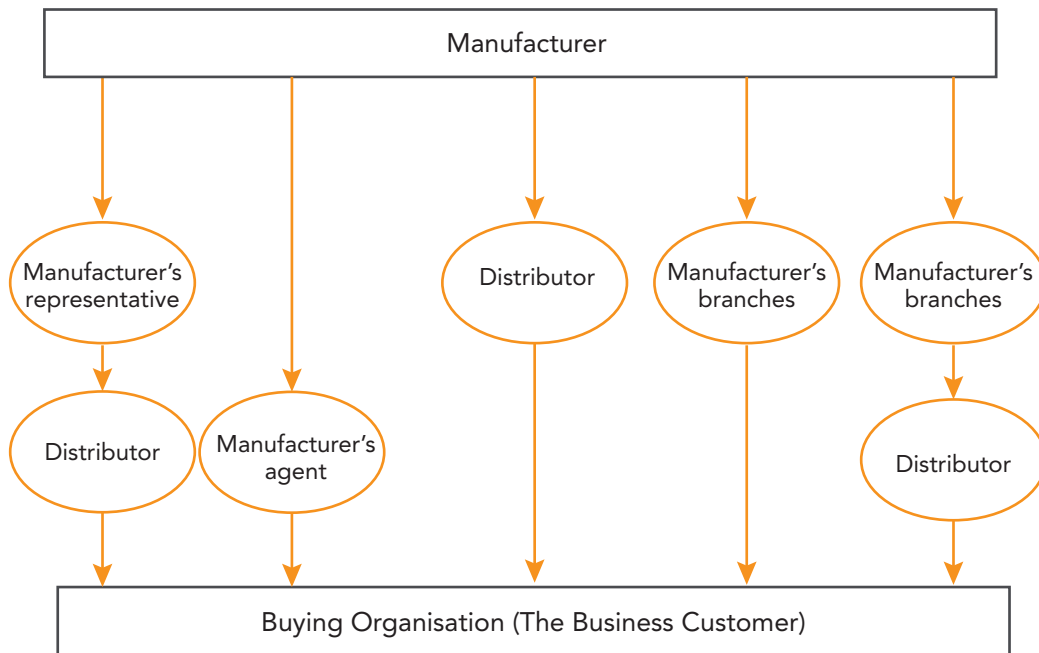 Manufacturer
Manufacturer’s
representative
Distributor
Manufacturer’s
branches
Manufacturer’s
branches
Distributor
Manufacturer’s
agent
Distributor
Buying Organisation (The Business Customer)